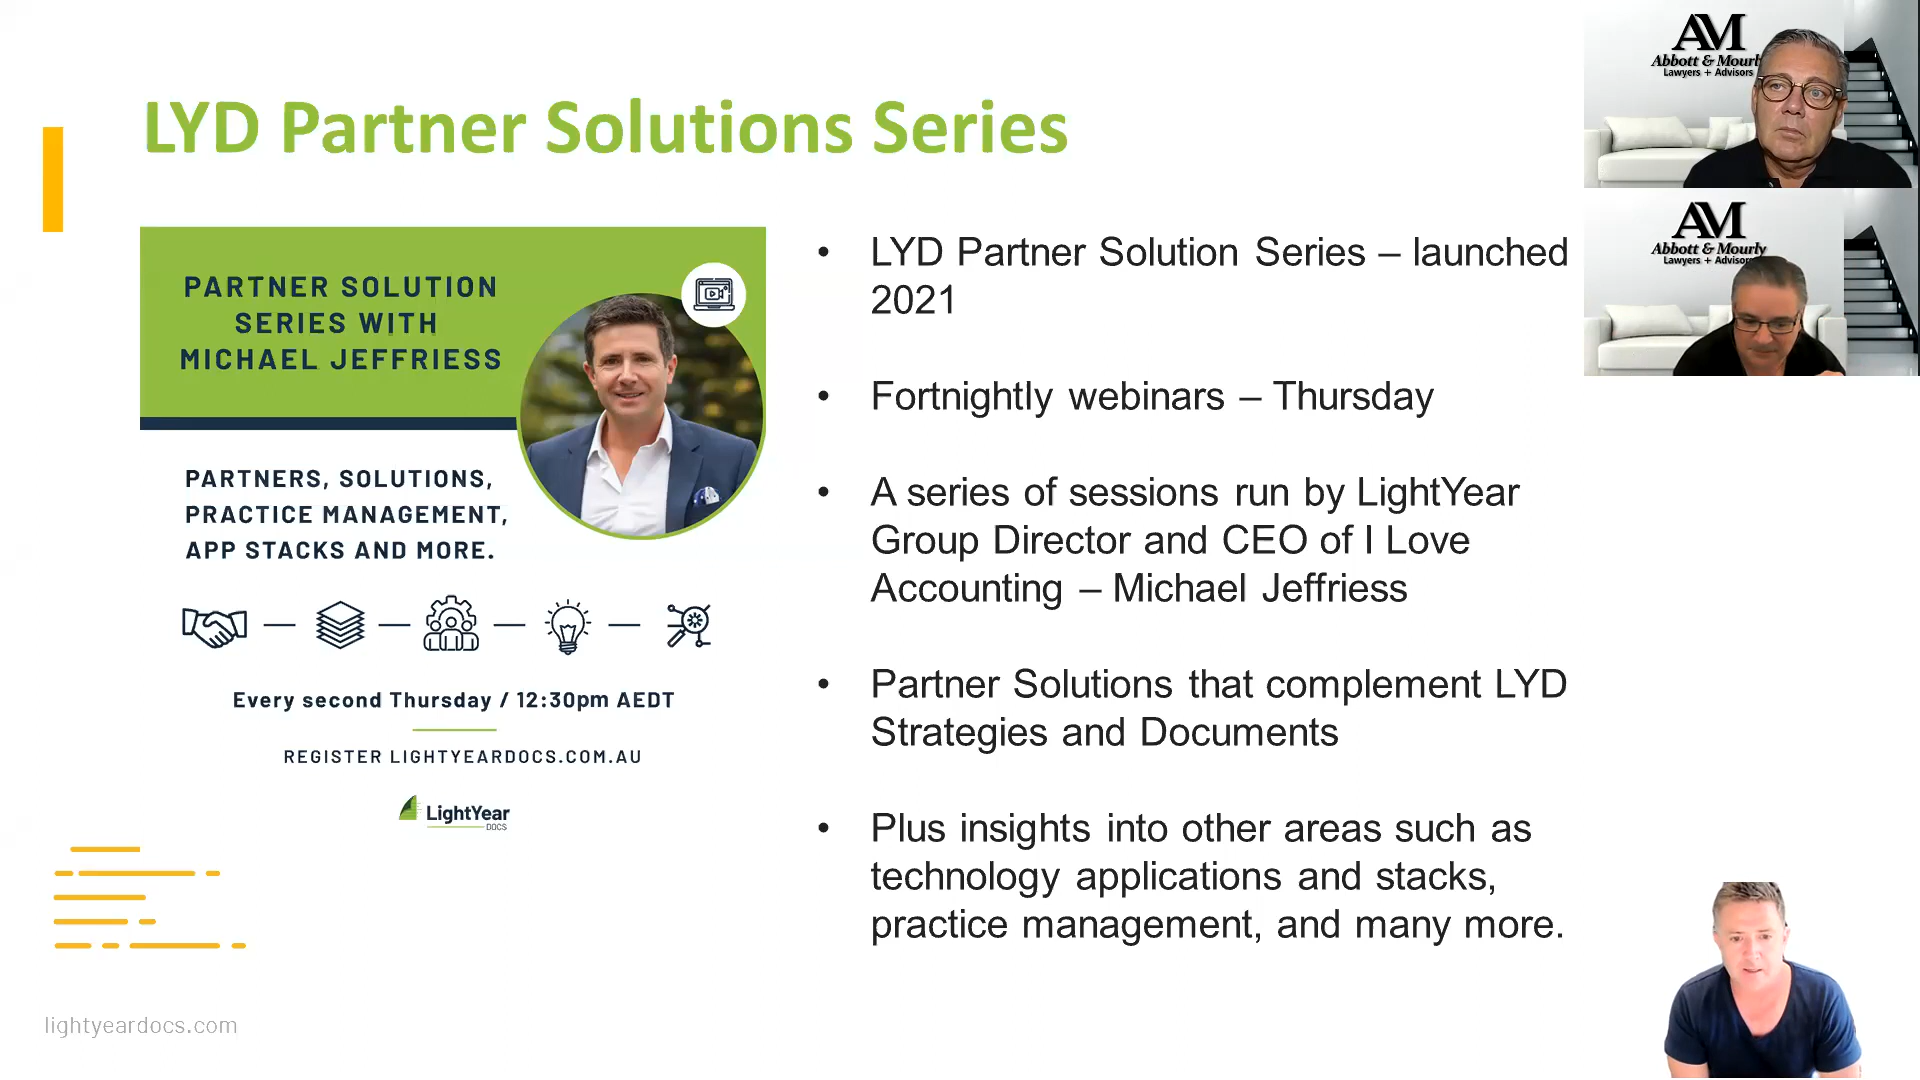 LYD Partner Solutions Series
PARTNER SOLUTION
SERIES WITH
MICHAEL JEFFRIESS
PARTNERS, SOLUTIONS,
PRACTICE MANAGEMENT,
APP STACKS AND MORE.
Every second Thursday / 12:30pm AEDT
REGISTER LIGHTYEARDOCS.COM.AU
LightYear
DOCS
• LYD Partner Solution Series – launched
2021
• Fortnightly webinars – Thursday
• A series of sessions run by LightYear
Group Director and CEO of I Love
Accounting – Michael Jeffriess
• Partner Solutions that complement LYD
Strategies and Documents
• Plus insights into other areas such as
technology applications and stacks,
practice management, and many more.
lightyeardocs.com
AM
Abbott & Mourl
Lawyers + Advisors
AM
Abbott & Mourly
Lawyers + Advisor